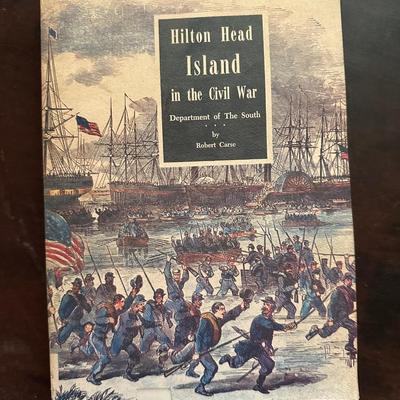 Hilton Head
Island
in the Civil War
Department of The South
• • •
by
Robert Carse